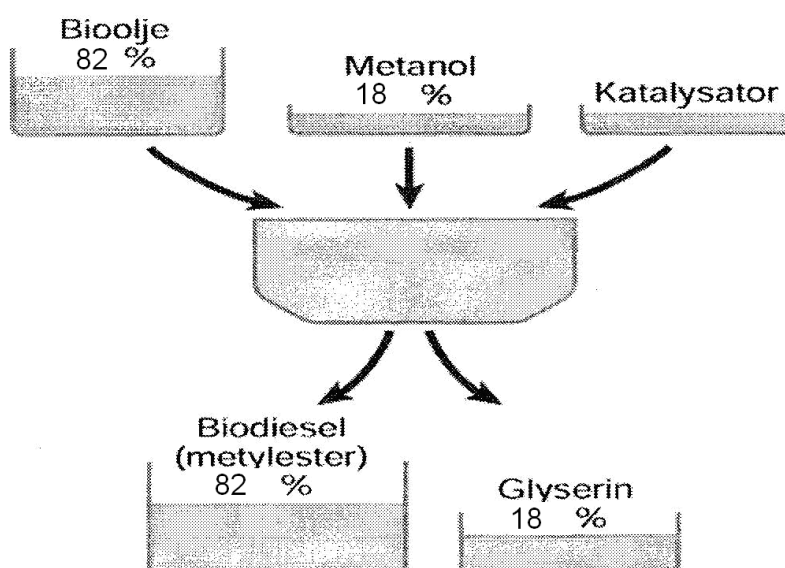 Bioolje
82 %
Metanol
18 %
Katalysator
Biodiesel
(metylester)
82 %
Glyserin
18 %